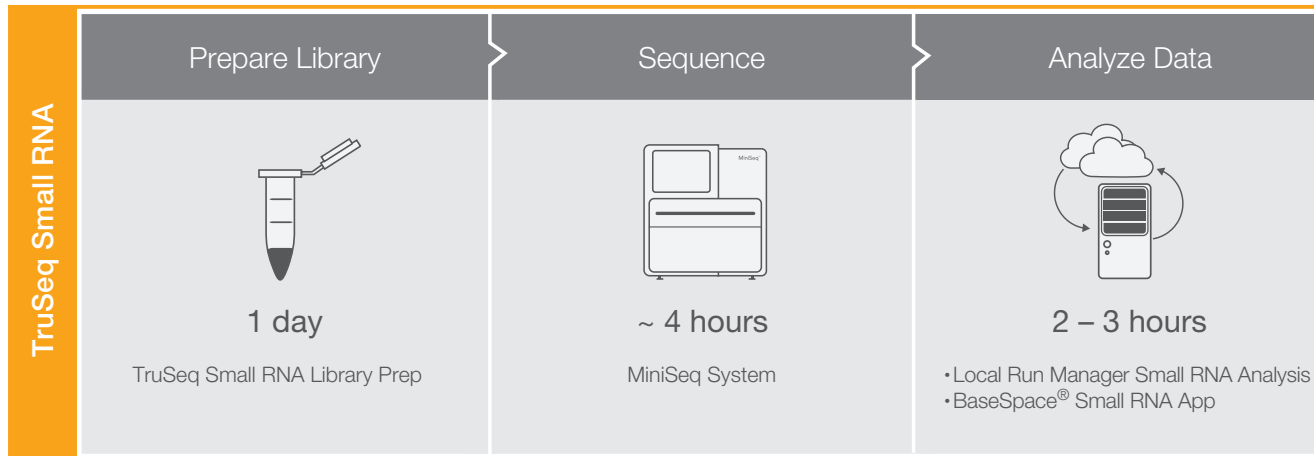 TruSeq Small RNA
Prepare Library
Sequence
Analyze Data
MiniSeq™
1 day
~ 4 hours
2 – 3 hours
TruSeq Small RNA Library Prep
MiniSeq System
•Local Run Manager Small RNA Analysis
•BaseSpace® Small RNA App